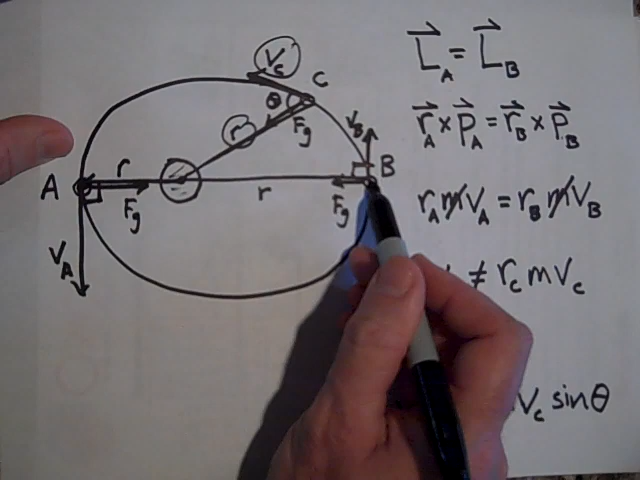 L_A = L_B
r_A × p_A = r_B × p_B
r_A m v_A = r_B m v_B
≠ r_C m v_C
v_C sin θ
V_C
C
θ
r
F_g
V_B
B
A
r
F_g
r
F_g
V_A